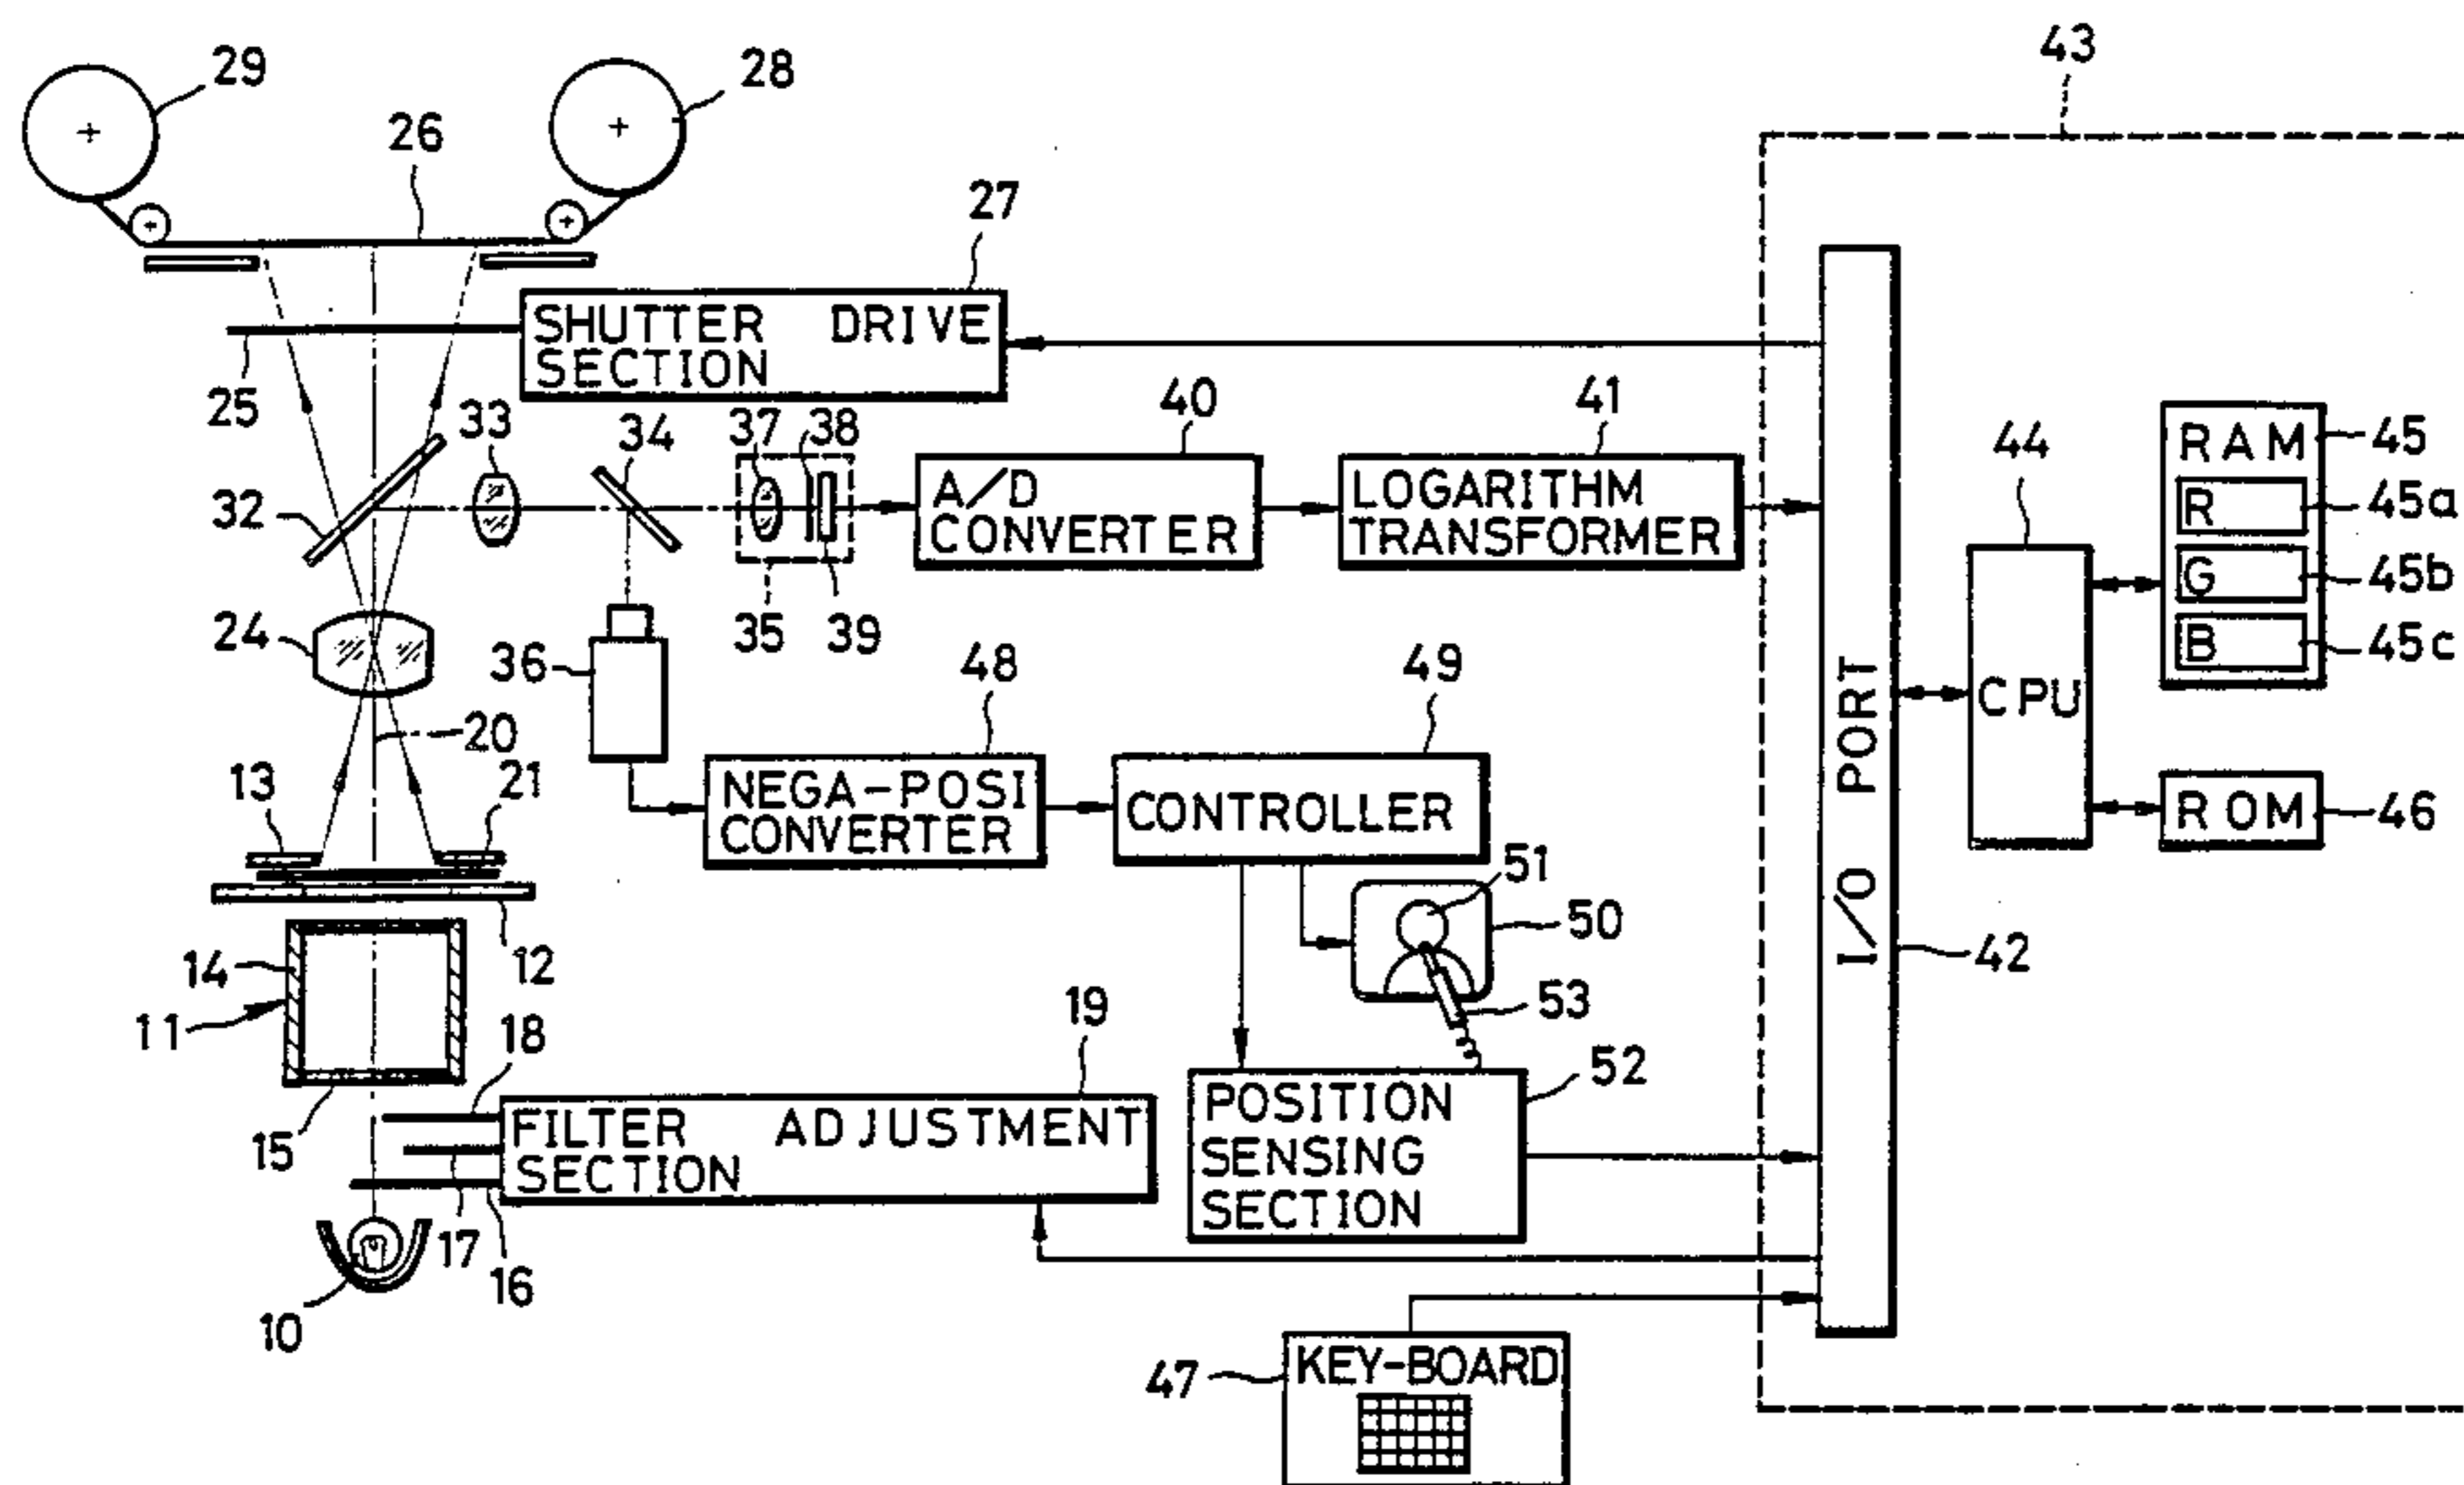 43
29
28
26
27
SHUTTER DRIVE
SECTION
25
33
34
37
38
40
41
44
RAM
45
R
45a
G
45b
B
45c
32
A/D
CONVERTER
LOGARITHM
TRANSFORMER
35
39
24
36
48
49
CPU
I/O PORT
20
13
21
NEGA-POSI
CONVERTER
CONTROLLER
ROM
46
51
50
14
12
42
11
18
19
53
52
15
FILTER ADJUSTMENT
SECTION
POSITION
SENSING
SECTION
17
16
10
47
KEY-BOARD